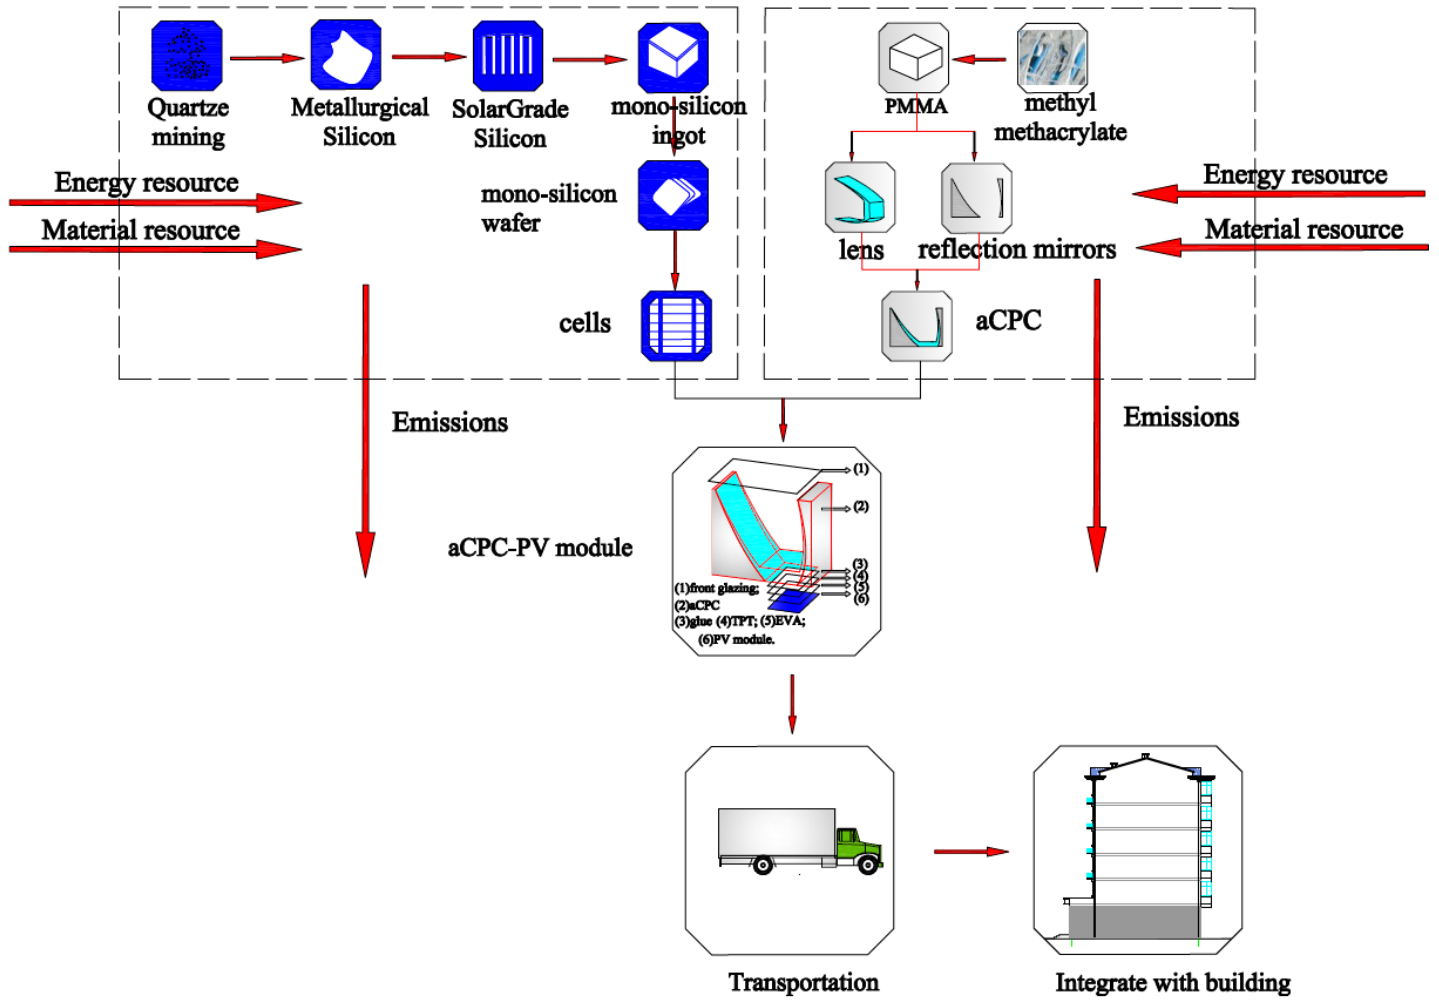 Quartze
mining
Metallurgical
Silicon
SolarGrade
Silicon
mono-silicon
ingot
PMMA
methyl
methacrylate
Energy resource
Material resource
mono-silicon
wafer
lens
reflection mirrors
Energy resource
Material resource
cells
aCPC
Emissions
Emissions
aCPC-PV module
(1)
(2)
(3)
(4)
(5)
(6)
(1)front glazing;
(2)aCPC
(3)glue (4)TPT; (5)EVA;
(6)PV module.
Transportation
Integrate with building